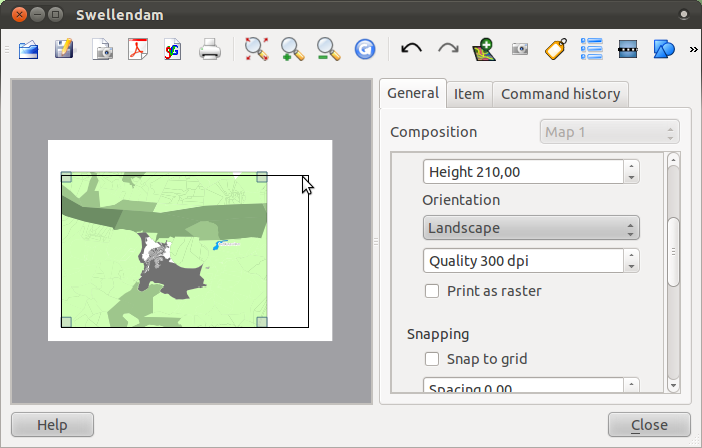 Swellendam
General Item Command history
Composition Map 1
Height 210,00
Orientation
Landscape
Quality 300 dpi
Print as raster
Snapping
Snap to grid
Spacing 0,00
Help Close